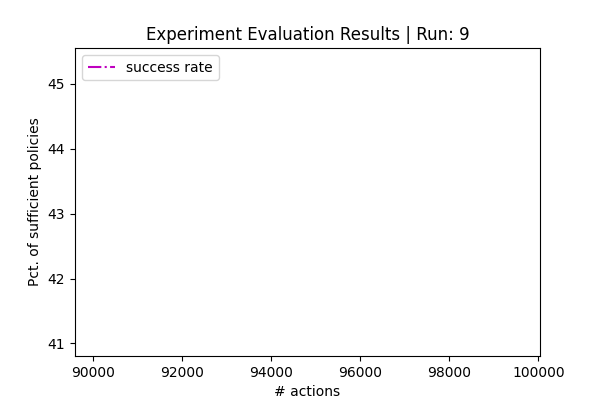 Experiment Evaluation Results | Run: 9
success rate
45
44
43
42
41
Pct. of sufficient policies
90000 92000 94000 96000 98000 100000
# actions